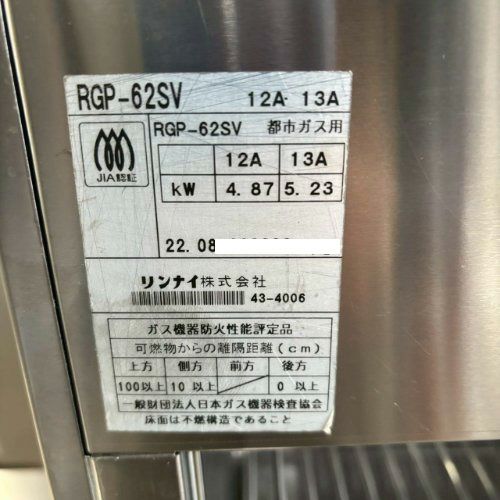 RGP-62SV 12A 13A
RGP-62SV 都市ガス用
JIA認証
12A 13A
kW 4.87 5.23
22.08
リンナイ株式会社
43-4006
ガス機器防火性能評定品
可燃物からの離隔距離(cm)
上方 側方 前方 後方
100以上 10以上 0以上
一般財団法人日本ガス機器検査協会
床面は不燃構造であること